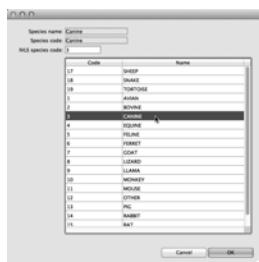 Species name: Canine
Species code: Canine
NLS species code: 3
Code Name
17 SHEEP
18 SNAKE
19 TORTOISE
1 AVIAN
2 BOVINE
3 CANINE
4 EQUINE
5 FELINE
6 FERRET
7 GOAT
8 LIZARD
9 LLAMA
10 MONKEY
11 MOUSE
12 OTHER
13 PIG
14 RABBIT
15 RAT
Cancel OK